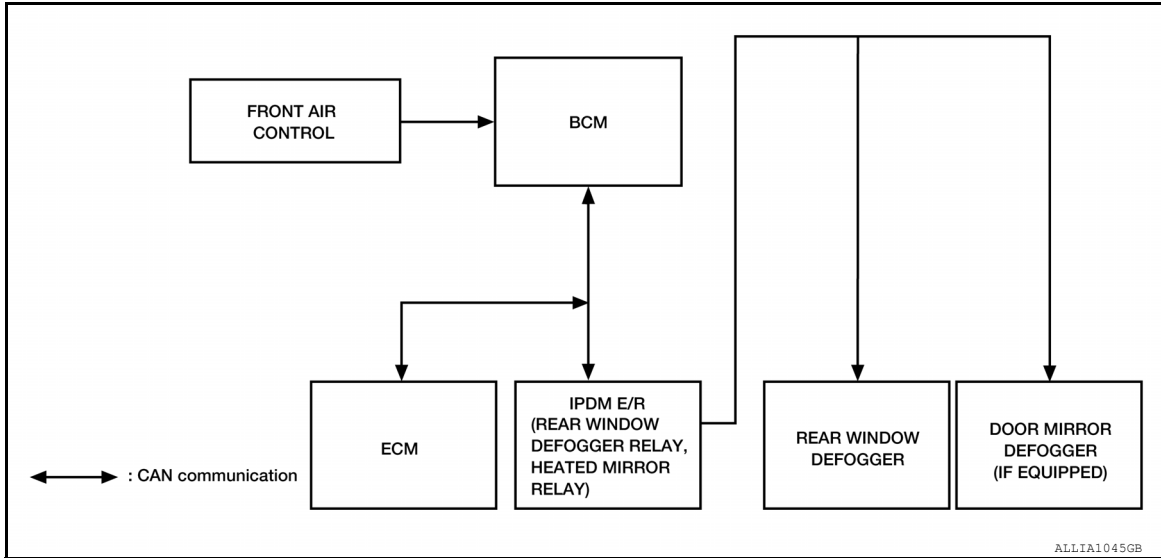 FRONT AIR
CONTROL
BCM
ECM
IPDM E/R
(REAR WINDOW
DEFOGGER RELAY,
HEATED MIRROR
RELAY)
REAR WINDOW
DEFOGGER
DOOR MIRROR
DEFOGGER
(IF EQUIPPED)
: CAN communication
ALLIA1045GB